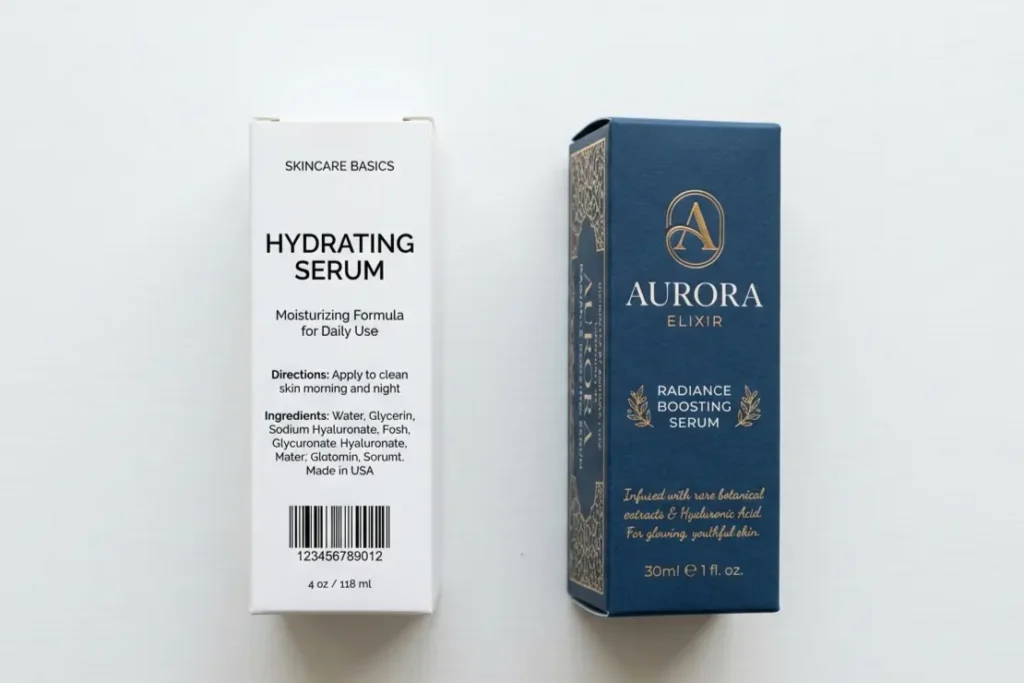 SKINCARE BASICS
HYDRATING
SERUM
Moisturizing Formula
for Daily Use
Directions: Apply to clean
skin morning and night
Ingredients: Water, Glycerin,
Sodium Hyaluronate, Fosh,
Glycuronate Hyaluronate,
Mater, Glotomin, Sorumt.
Made in USA
123456789012
4 oz / 118 ml
A
AURORA
ELIXIR
RADIANCE
BOOSTING
SERUM
Infused with rare botanical
extracts & Hyaluronic Acid.
For glowing, youthful skin.
30ml ℮ 1 fl. oz.
AURORA